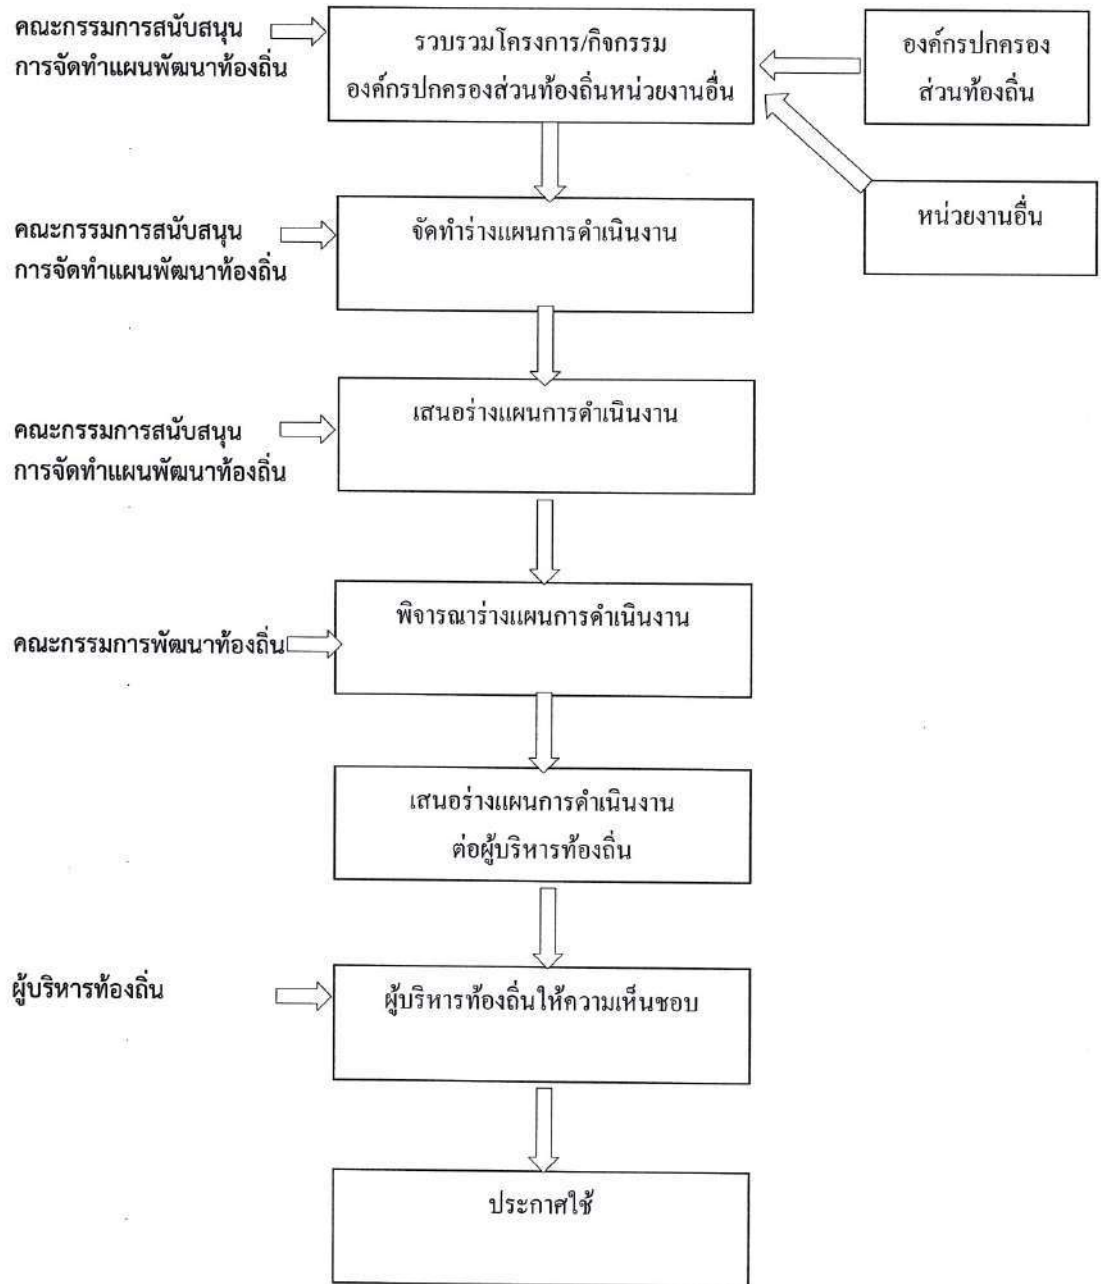 คณะกรรมการสนับสนุน
การจัดทำแผนพัฒนาท้องถิ่น
รวบรวมโครงการ/กิจกรรม
องค์กรปกครองส่วนท้องถิ่นหน่วยงานอื่น
องค์กรปกครอง
ส่วนท้องถิ่น
หน่วยงานอื่น
คณะกรรมการสนับสนุน
การจัดทำแผนพัฒนาท้องถิ่น
จัดทำร่างแผนการดำเนินงาน
คณะกรรมการสนับสนุน
การจัดทำแผนพัฒนาท้องถิ่น
เสนอร่างแผนการดำเนินงาน
คณะกรรมการพัฒนาท้องถิ่น
พิจารณาร่างแผนการดำเนินงาน
เสนอร่างแผนการดำเนินงาน
ต่อผู้บริหารท้องถิ่น
ผู้บริหารท้องถิ่น
ผู้บริหารท้องถิ่นให้ความเห็นชอบ
ประกาศใช้